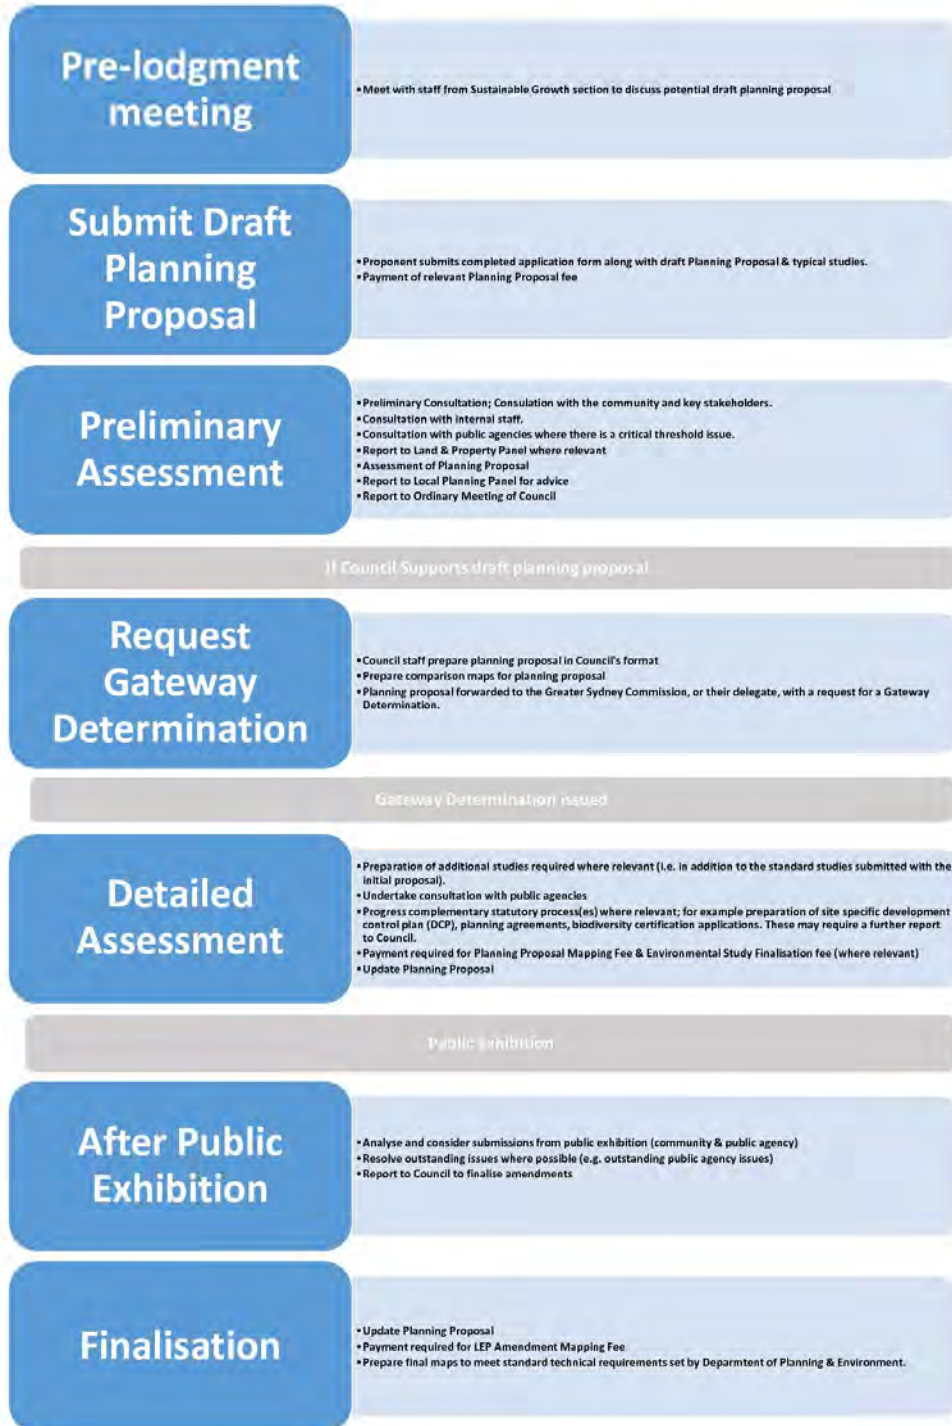 Pre-lodgment
meeting
• Meet with staff from Sustainable Growth section to discuss potential draft planning proposal
Submit Draft
Planning
Proposal
• Proponent submits completed application form along with draft Planning Proposal & typical studies.
• Payment of relevant Planning Proposal fee
Preliminary
Assessment
• Preliminary Consultation; Consulation with the community and key stakeholders.
• Consultation with internal staff.
• Consultation with public agencies where there is a critical threshold issue.
• Report to Land & Property Panel where relevant
• Assessment of Planning Proposal
• Report to Local Planning Panel for advice
• Report to Ordinary Meeting of Council
If Council Supports draft planning proposal
Request
Gateway
Determination
• Council staff prepare planning proposal in Council's format
• Prepare comparison maps for planning proposal
• Planning proposal forwarded to the Greater Sydney Commission, or their delegate, with a request for a Gateway
Determination.
Gateway Determination issued
Detailed
Assessment
• Preparation of additional studies required where relevant (i.e. in addition to the standard studies submitted with the
initial proposal).
• Undertake consultation with public agencies
• Progress complementary statutory process(es) where relevant; for example preparation of site specific development
control plan (DCP), planning agreements, biodiversity certification applications. These may require a further report
to Council.
• Payment required for Planning Proposal Mapping Fee & Environmental Study Finalisation fee (where relevant)
• Update Planning Proposal
Public exhibition
After Public
Exhibition
• Analyse and consider submissions from public exhibition (community & public agency)
• Resolve outstanding issues where possible (e.g. outstanding public agency issues)
• Report to Council to finalise amendments
Finalisation
• Update Planning Proposal
• Payment required for LEP Amendment Mapping Fee
• Prepare final maps to meet standard technical requirements set by Deparmtent of Planning & Environment.